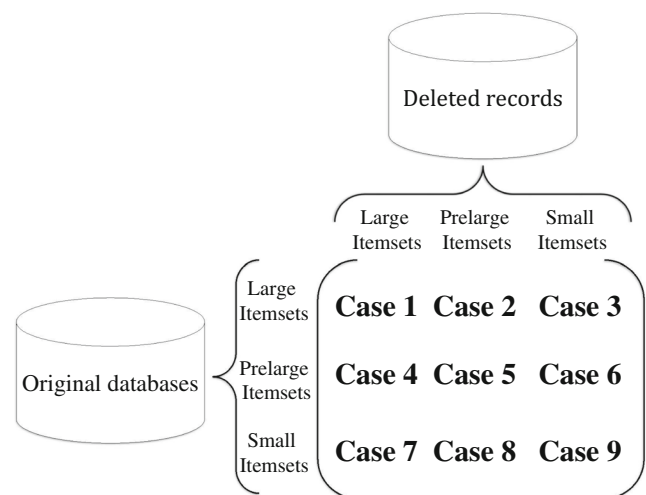 Deleted records
Large Prelarge Small
Itemsets Itemsets Itemsets
Large
Itemsets
Case 1 Case 2 Case 3
Original databases
Prelarge
Itemsets
Case 4 Case 5 Case 6
Small
Itemsets
Case 7 Case 8 Case 9